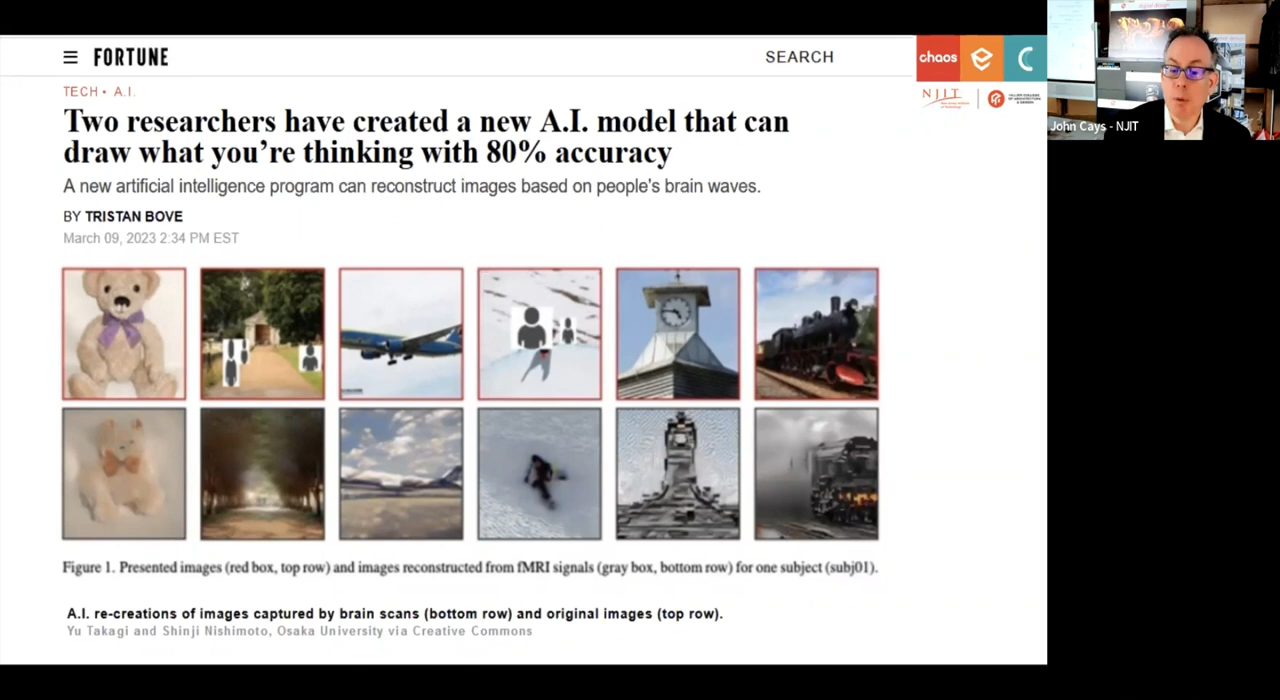 FORTUNE
SEARCH
chaos
NJIT
TECH • A.I.
Two researchers have created a new A.I. model that can
draw what you're thinking with 80% accuracy
A new artificial intelligence program can reconstruct images based on people's brain waves.
BY TRISTAN BOVE
March 09, 2023 2:34 PM EST
Figure 1. Presented images (red box, top row) and images reconstructed from fMRI signals (gray box, bottom row) for one subject (subj01).
A.I. re-creations of images captured by brain scans (bottom row) and original images (top row).
Yu Takagi and Shinji Nishimoto, Osaka University via Creative Commons
John Cays - NJIT